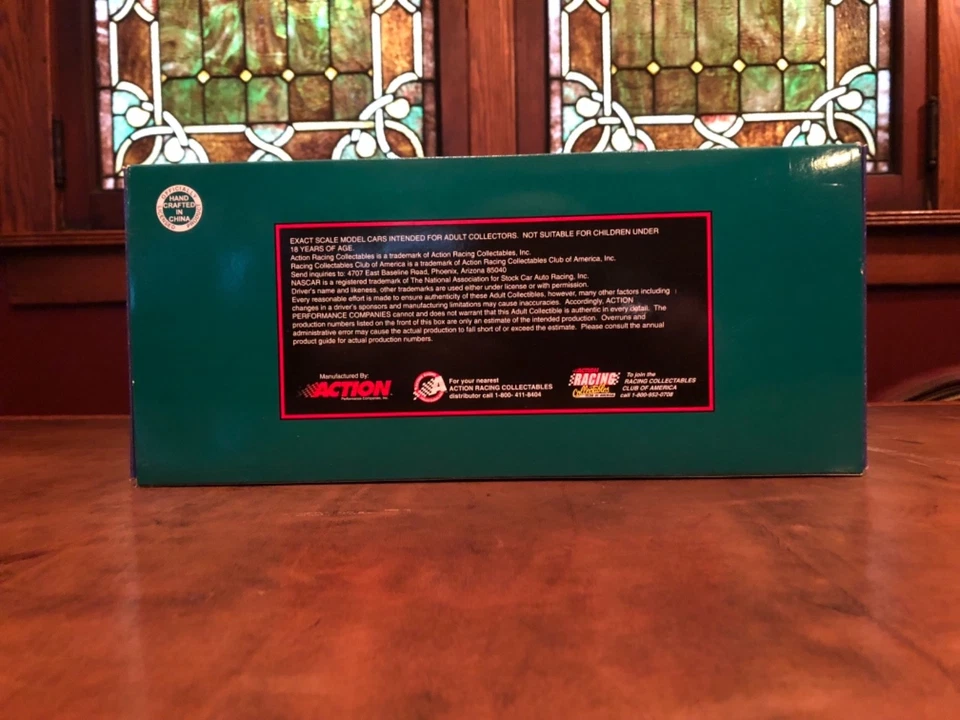 HAND
CRAFTED
IN
CHINA
EXACT SCALE MODEL CARS INTENDED FOR ADULT COLLECTORS. NOT SUITABLE FOR CHILDREN UNDER
18 YEARS OF AGE.
Action Racing Collectables is a trademark of Action Racing Collectables, Inc.
Racing Collectables Club of America is a trademark of Action Racing Collectables Club of America, Inc.
Send inquiries to: 4707 East Baseline Road, Phoenix, Arizona 85040
NASCAR is a registered trademark of The National Association for Stock Car Auto Racing, Inc.
Driver's name and likeness, other trademarks are used either under license or with permission.
Every reasonable effort is made to ensure authenticity of these Adult Collectibles, however, many other factors including
changes in a driver's sponsors and manufacturing limitations may cause inaccuracies. Accordingly, ACTION
PERFORMANCE COMPANIES cannot and does not warrant that this Adult Collectible is authentic in every detail. The
production numbers listed on the front of this box are only an estimate of the intended production. Overruns and
administrative error may cause the actual production to fall short of or exceed the estimate. Please consult the annual
product guide for actual production numbers.
Manufactured By:
ACTION
Performance Companies, Inc.
A
For your nearest
ACTION RACING COLLECTABLES
distributor call 1-800- 411-8404
ACTION
RACING
To join the
RACING COLLECTABLES
CLUB OF AMERICA
call 1-800-952-0708